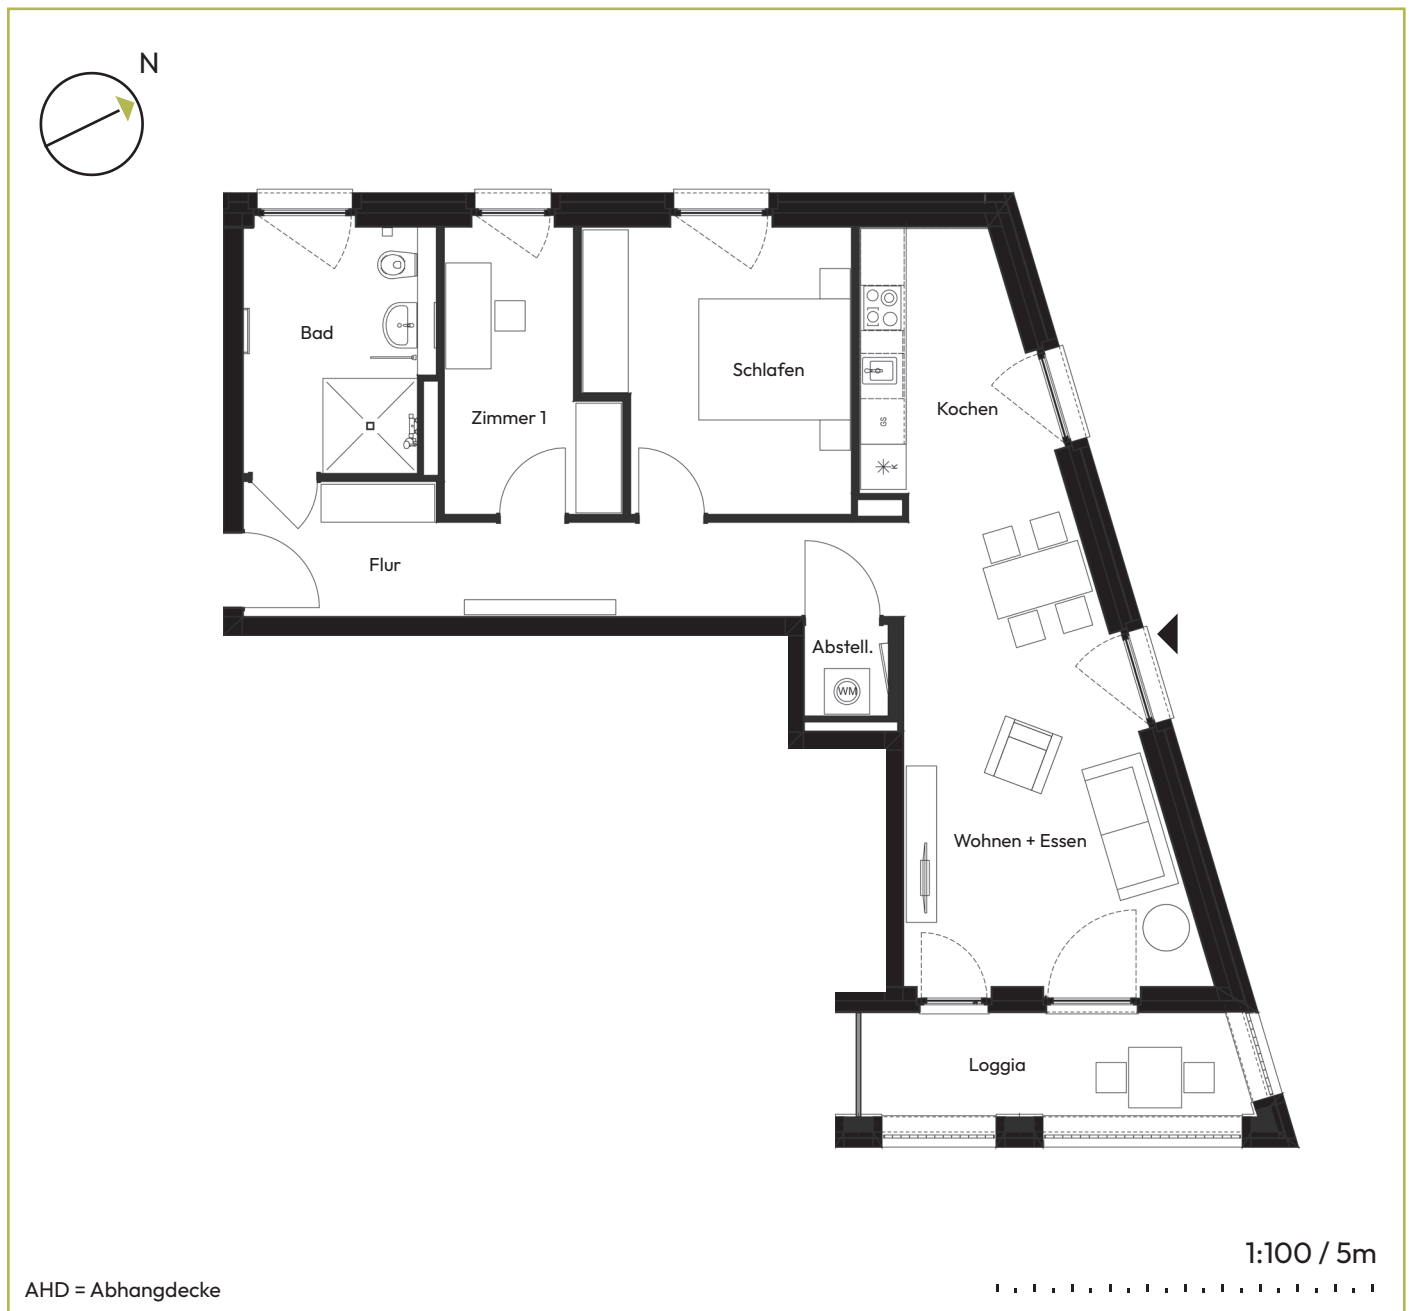 N
Bad
Schlafen
Kochen
Zimmer 1
GS
K
Flur
Abstell.
WM
Wohnen + Essen
Loggia
1:100 / 5m
AHD = Abhangdecke